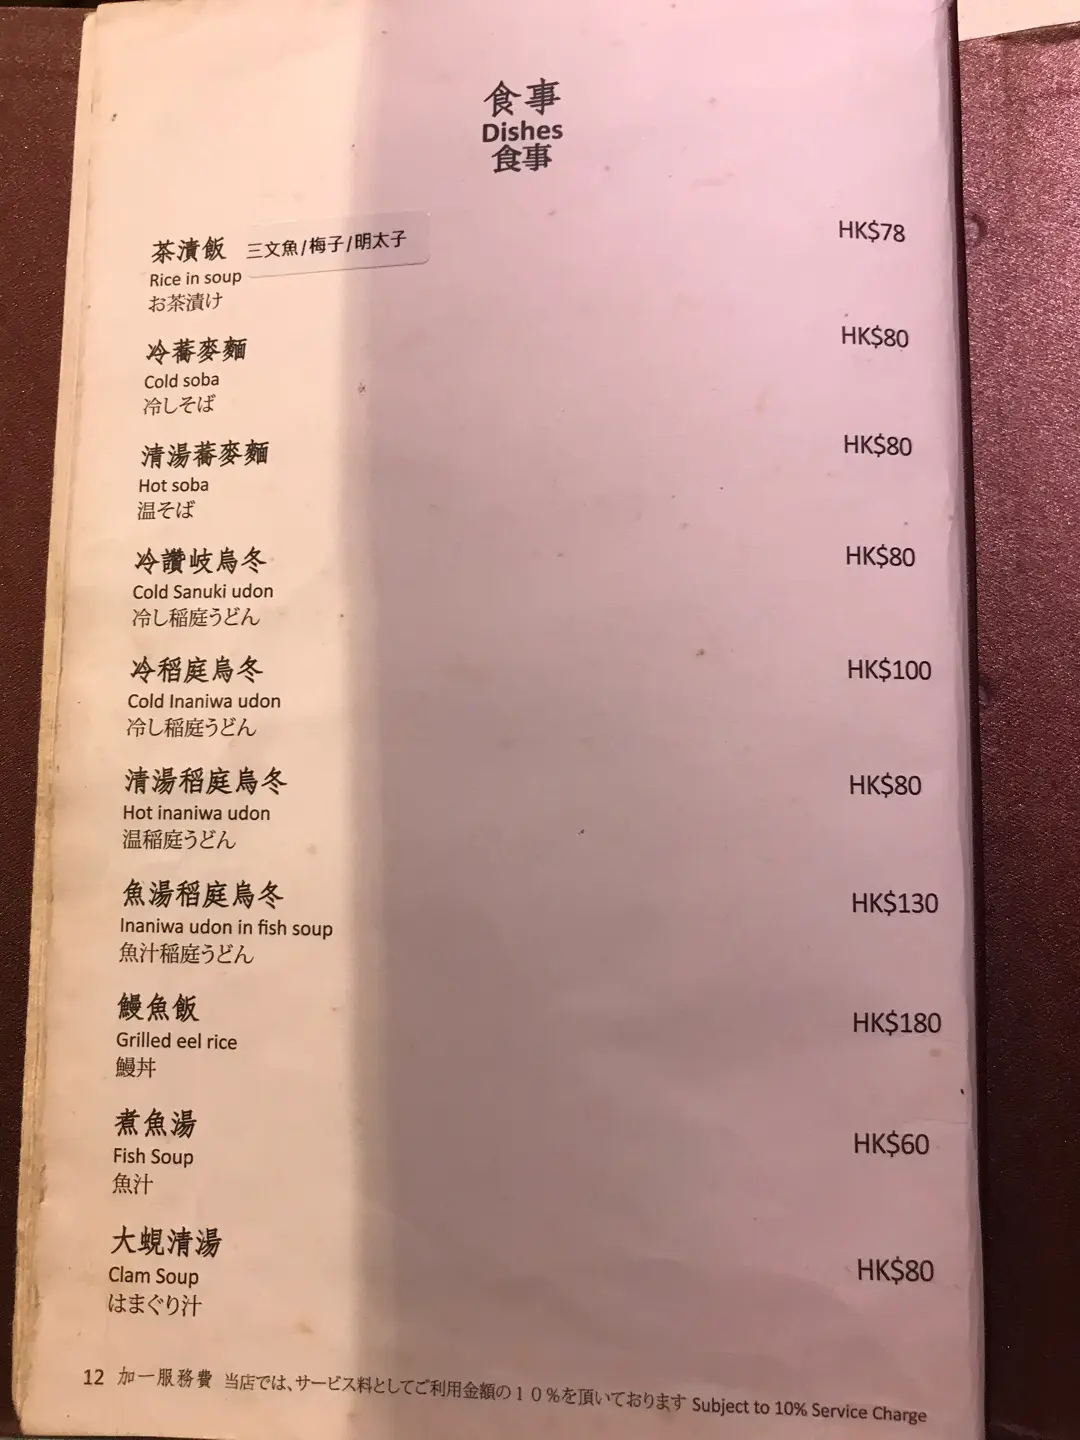 食事
Dishes
食事
茶漬飯 三文魚/梅子/明太子 HK$78
Rice in soup
お茶漬け
冷蕎麥麵 HK$80
Cold soba
冷しそば
清湯蕎麥麵 HK$80
Hot soba
温そば
冷讚岐烏冬 HK$80
Cold Sanuki udon
冷し稲庭うどん
冷稻庭烏冬 HK$100
Cold Inaniwa udon
冷し稲庭うどん
清湯稻庭烏冬 HK$80
Hot inaniwa udon
温稲庭うどん
魚湯稻庭烏冬 HK$130
Inaniwa udon in fish soup
魚汁稲庭うどん
鰻魚飯 HK$180
Grilled eel rice
鰻丼
煮魚湯 HK$60
Fish Soup
魚汁
大蜆清湯 HK$80
Clam Soup
はまぐり汁
12 加一服務費 当店では、サービス料としてご利用金額の１０％を頂いております Subject to 10% Service Charge